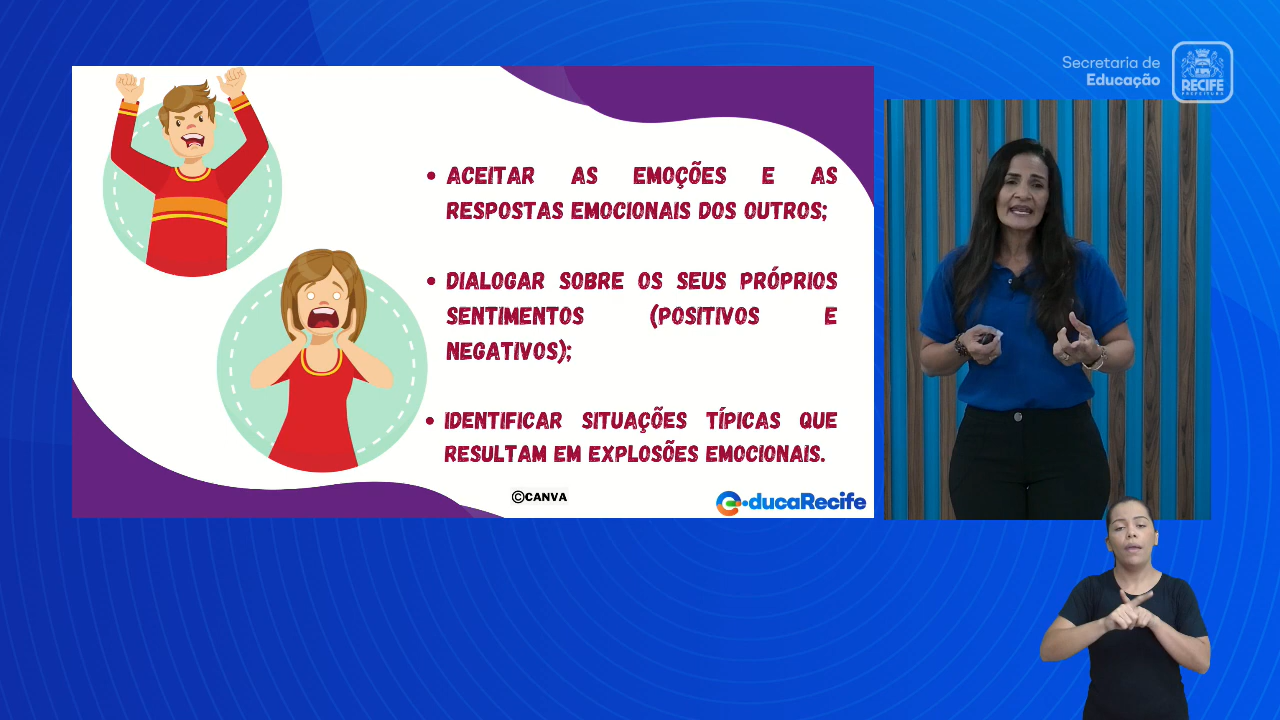 Secretaria de
Educação
RECIFE
PREFEITURA
• ACEITAR AS EMOÇÕES E AS
RESPOSTAS EMOCIONAIS DOS OUTROS;
• DIALOGAR SOBRE OS SEUS PRÓPRIOS
SENTIMENTOS (POSITIVOS E
NEGATIVOS);
• IDENTIFICAR SITUAÇÕES TÍPICAS QUE
RESULTAM EM EXPLOSÕES EMOCIONAIS.
©CANVA
EducaRecife